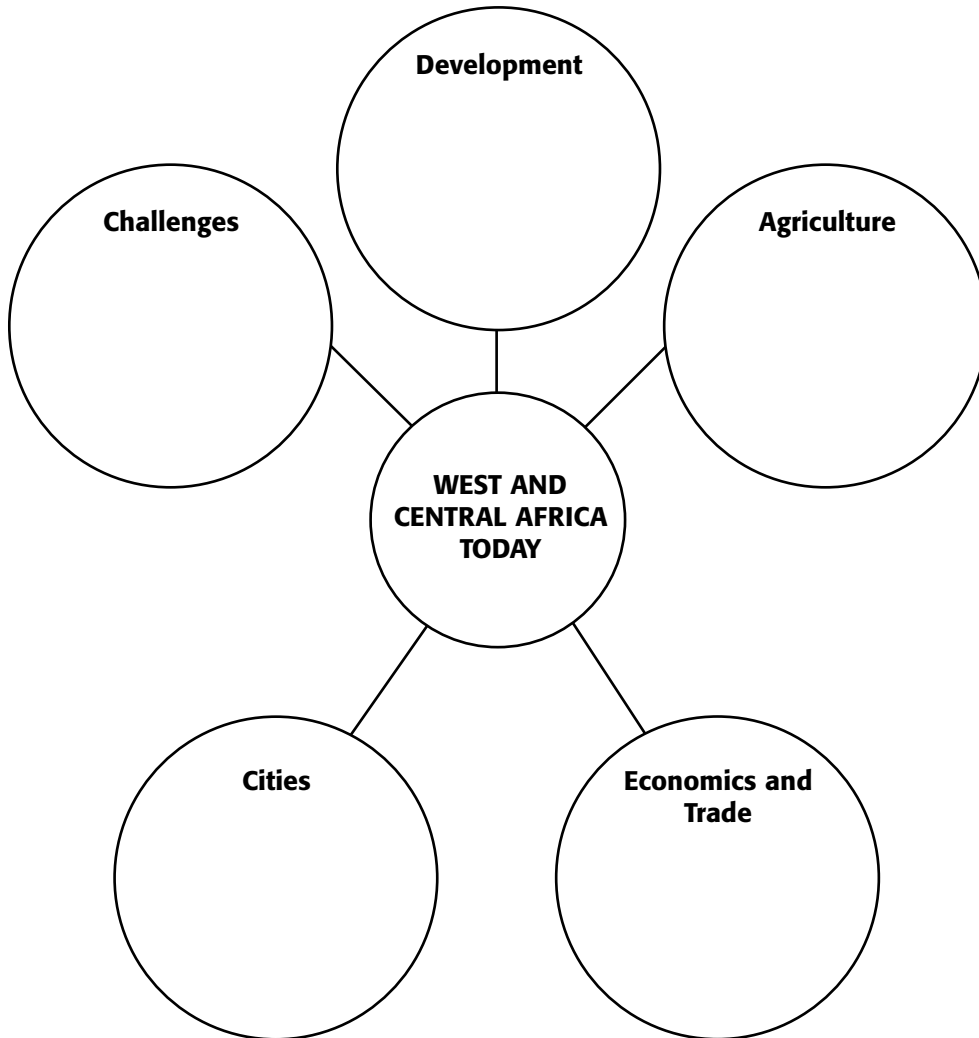 Development
Challenges
Agriculture
WEST AND
CENTRAL AFRICA
TODAY
Cities
Economics and
Trade